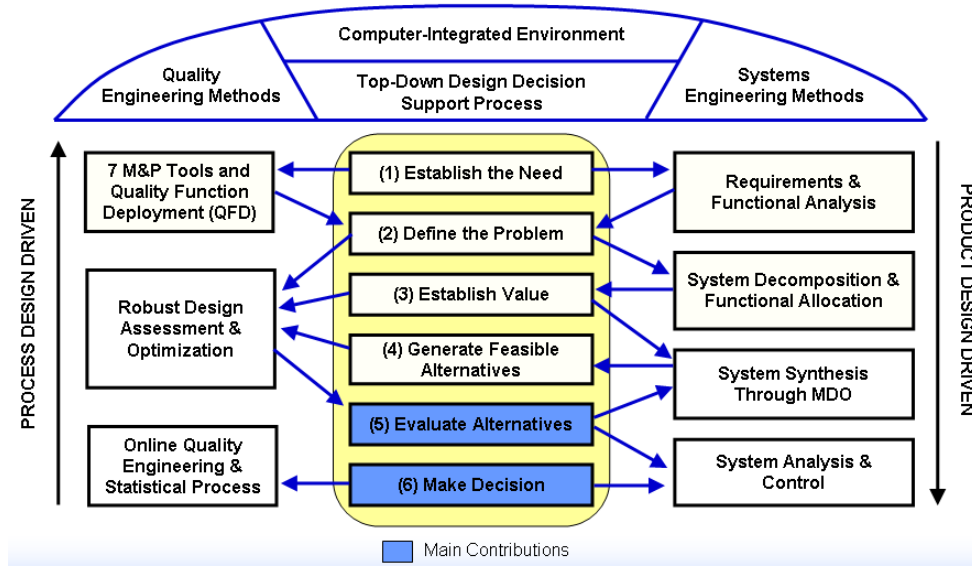 Computer-Integrated Environment
Quality
Engineering Methods
Top-Down Design Decision
Support Process
Systems
Engineering Methods
PROCESS DESIGN DRIVEN
7 M&P Tools and
Quality Function
Deployment (QFD)
(1) Establish the Need
Requirements &
Functional Analysis
(2) Define the Problem
System Decomposition &
Functional Allocation
(3) Establish Value
Robust Design
Assessment &
Optimization
(4) Generate Feasible
Alternatives
System Synthesis
Through MDO
(5) Evaluate Alternatives
Online Quality
Engineering &
Statistical Process
System Analysis &
Control
(6) Make Decision
PRODUCT DESIGN DRIVEN
Main Contributions